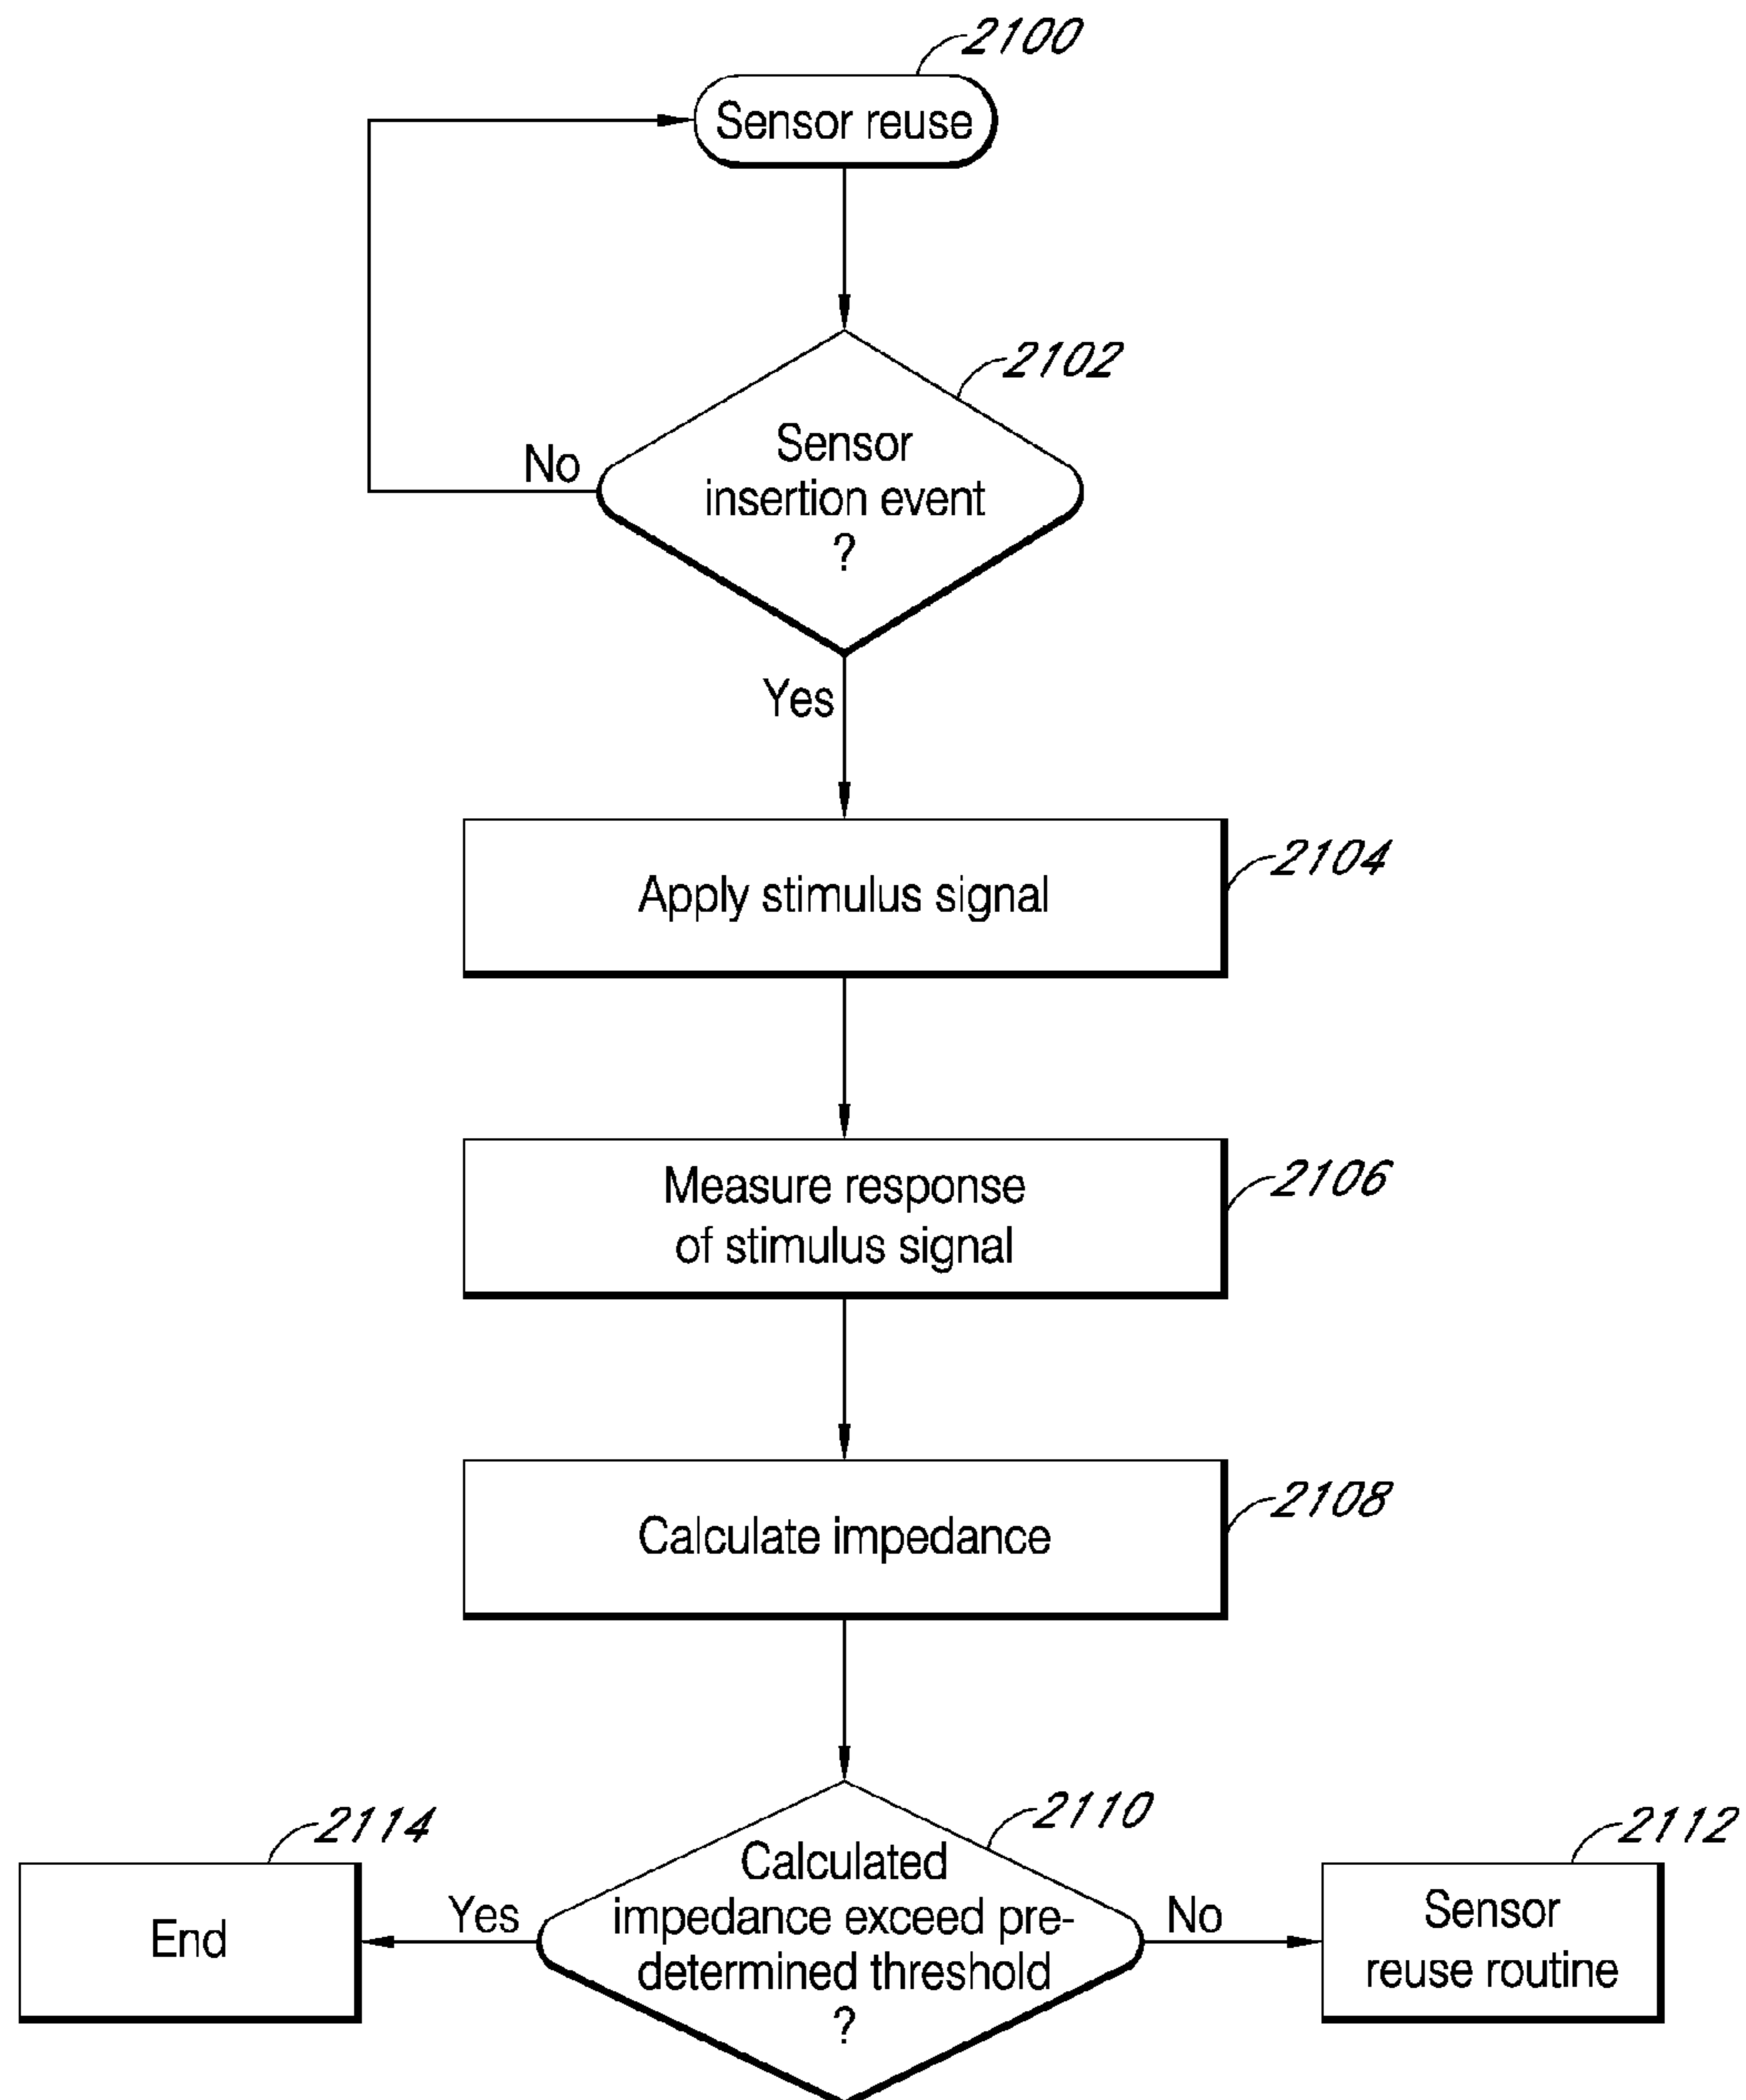 2100
Sensor reuse
2102
Sensor
insertion event
?
No
Yes
2104
Apply stimulus signal
2106
Measure response
of stimulus signal
2108
Calculate impedance
2110
Calculated
impedance exceed pre-
determined threshold
?
Yes
2114
End
No
2112
Sensor
reuse routine